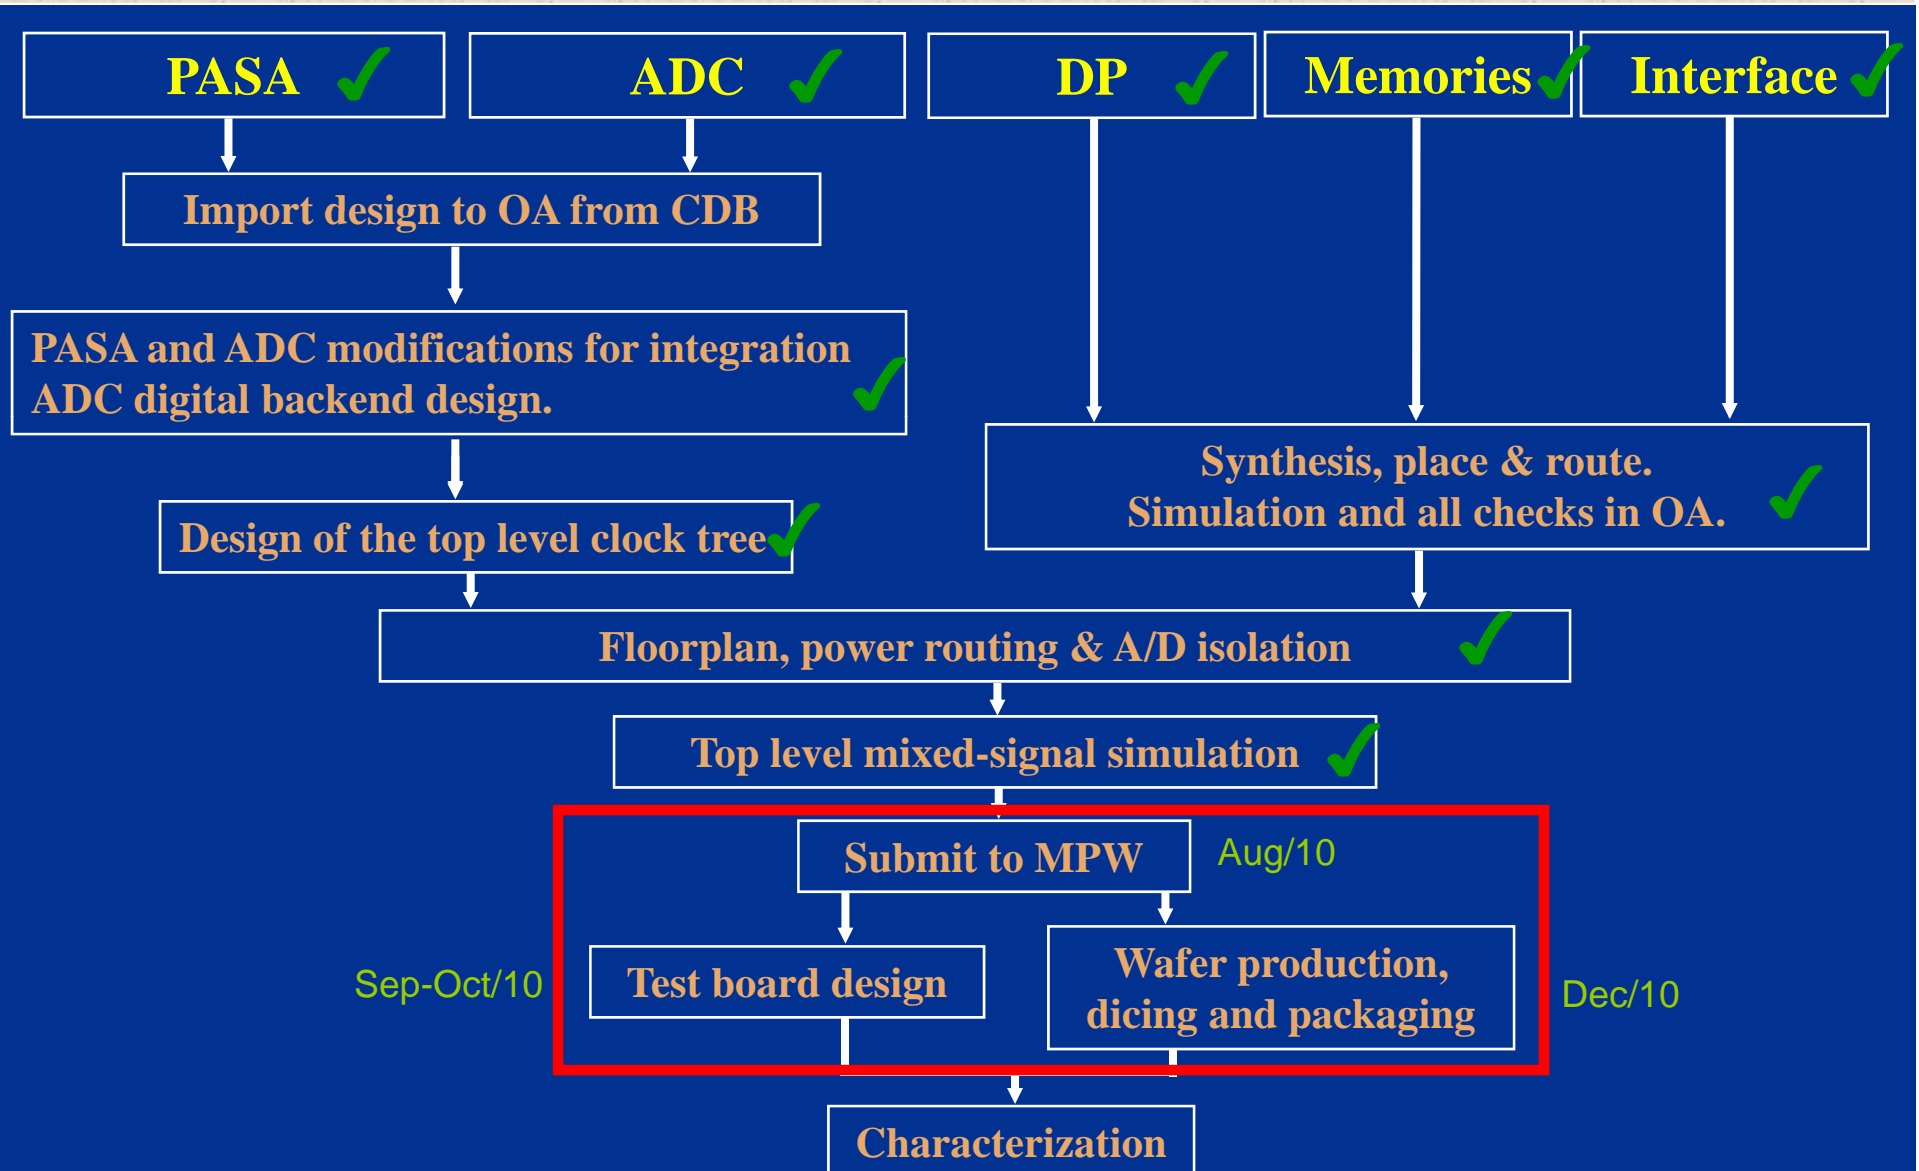 PASA
ADC
DP
Memories
Interface
Import design to OA from CDB
PASA and ADC modifications for integration
ADC digital backend design.
Synthesis, place & route.
Simulation and all checks in OA.
Design of the top level clock tree
Floorplan, power routing & A/D isolation
Top level mixed-signal simulation
Submit to MPW
Aug/10
Sep-Oct/10
Test board design
Wafer production,
dicing and packaging
Dec/10
Characterization